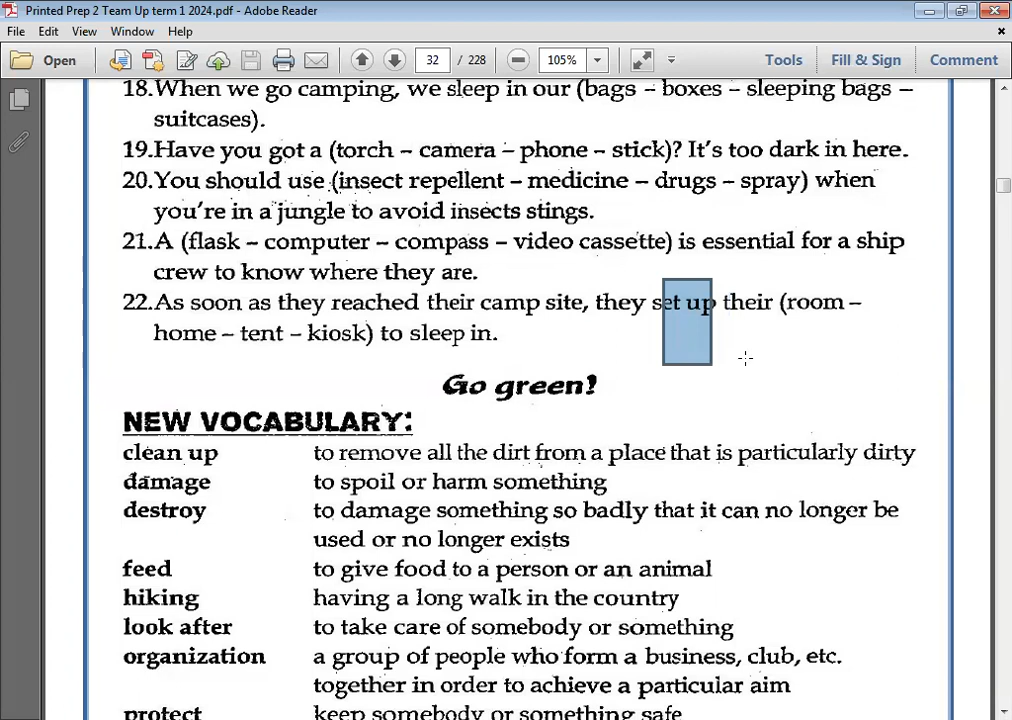 Printed Prep 2 Team Up term 1 2024.pdf - Adobe Reader
File Edit View Window Help
Open 32 / 228 105% Tools Fill & Sign Comment
18.When we go camping, we sleep in our (bags – boxes – sleeping bags –
suitcases).
19.Have you got a (torch – camera – phone – stick)? It's too dark in here.
20.You should use (insect repellent – medicine – drugs – spray) when
you're in a jungle to avoid insects stings.
21.A (flask – computer – compass – video cassette) is essential for a ship
crew to know where they are.
22.As soon as they reached their camp site, they set up their (room –
home – tent – kiosk) to sleep in.
Go green!
NEW VOCABULARY:
clean up to remove all the dirt from a place that is particularly dirty
damage to spoil or harm something
destroy to damage something so badly that it can no longer be
used or no longer exists
feed to give food to a person or an animal
hiking having a long walk in the country
look after to take care of somebody or something
organization a group of people who form a business, club, etc.
together in order to achieve a particular aim
protect keep somebody or something safe